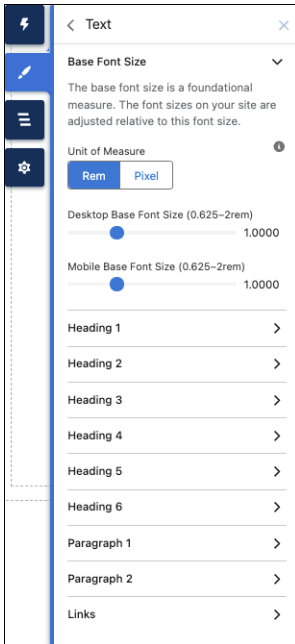 Text
Base Font Size
The base font size is a foundational
measure. The font sizes on your site are
adjusted relative to this font size.
Unit of Measure
Rem Pixel
Desktop Base Font Size (0.625–2rem)
1.0000
Mobile Base Font Size (0.625–2rem)
1.0000
Heading 1
Heading 2
Heading 3
Heading 4
Heading 5
Heading 6
Paragraph 1
Paragraph 2
Links